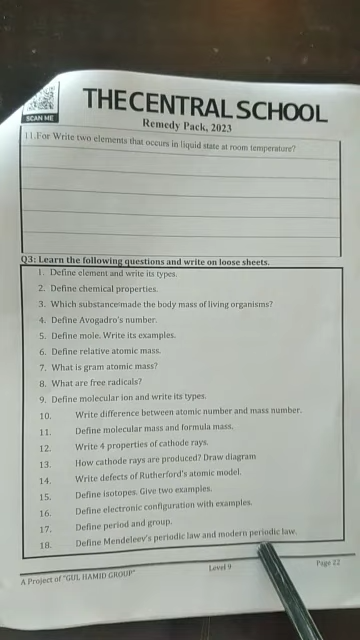 SCAN ME
THE CENTRAL SCHOOL
Remedy Pack, 2023
11.For Write two elements that occurs in liquid state at room temperature?
Q3: Learn the following questions and write on loose sheets.
1. Define element and write its types.
2. Define chemical properties.
3. Which substance made the body mass of living organisms?
4. Define Avogadro's number.
5. Define mole. Write its examples.
6. Define relative atomic mass.
7. What is gram atomic mass?
8. What are free radicals?
9. Define molecular ion and write its types.
10. Write difference between atomic number and mass number.
11. Define molecular mass and formula mass.
12. Write 4 properties of cathode rays.
13. How cathode rays are produced? Draw diagram
14. Write defects of Rutherford's atomic model.
15. Define isotopes. Give two examples.
16. Define electronic configuration with examples.
17. Define period and group.
18. Define Mendeleev's periodic law and modern periodic law.
A Project of "GUL HAMID GROUP" Level 9 Page 22